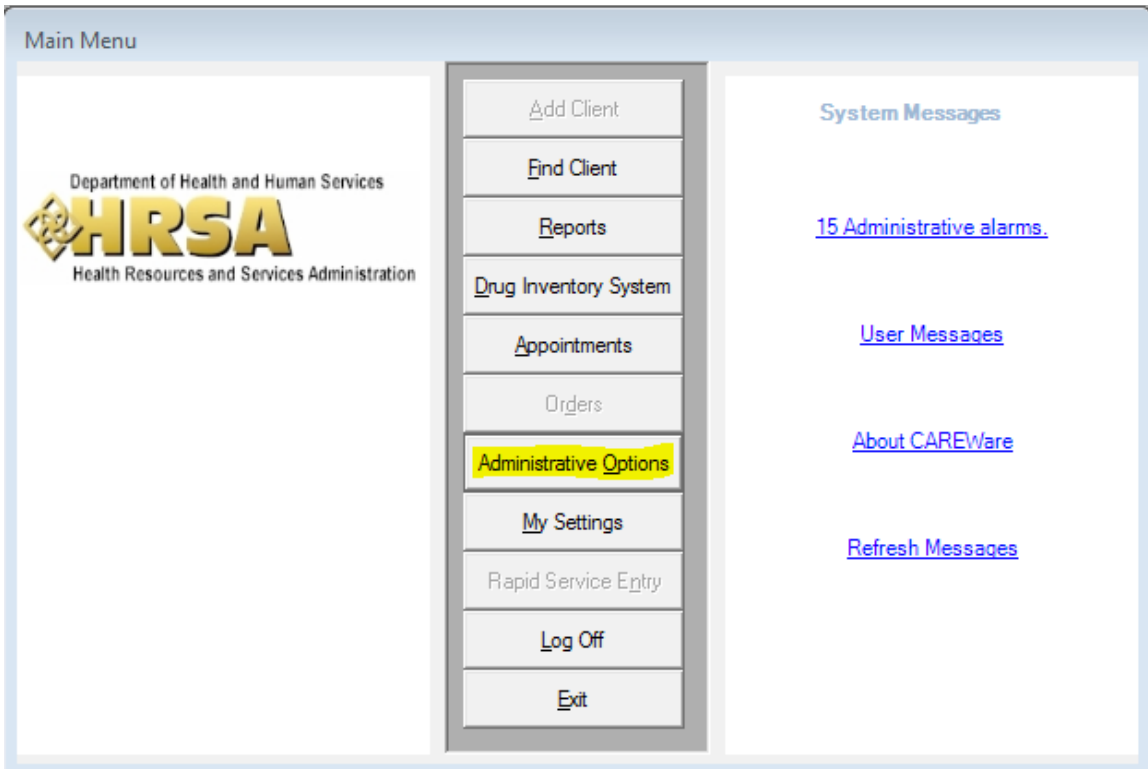 Main Menu
Department of Health and Human Services
HRSA
Health Resources and Services Administration
Add Client
Find Client
Reports
Drug Inventory System
Appointments
Orders
Administrative Options
My Settings
Rapid Service Entry
Log Off
Exit
System Messages
15 Administrative alarms.
User Messages
About CAREWare
Refresh Messages